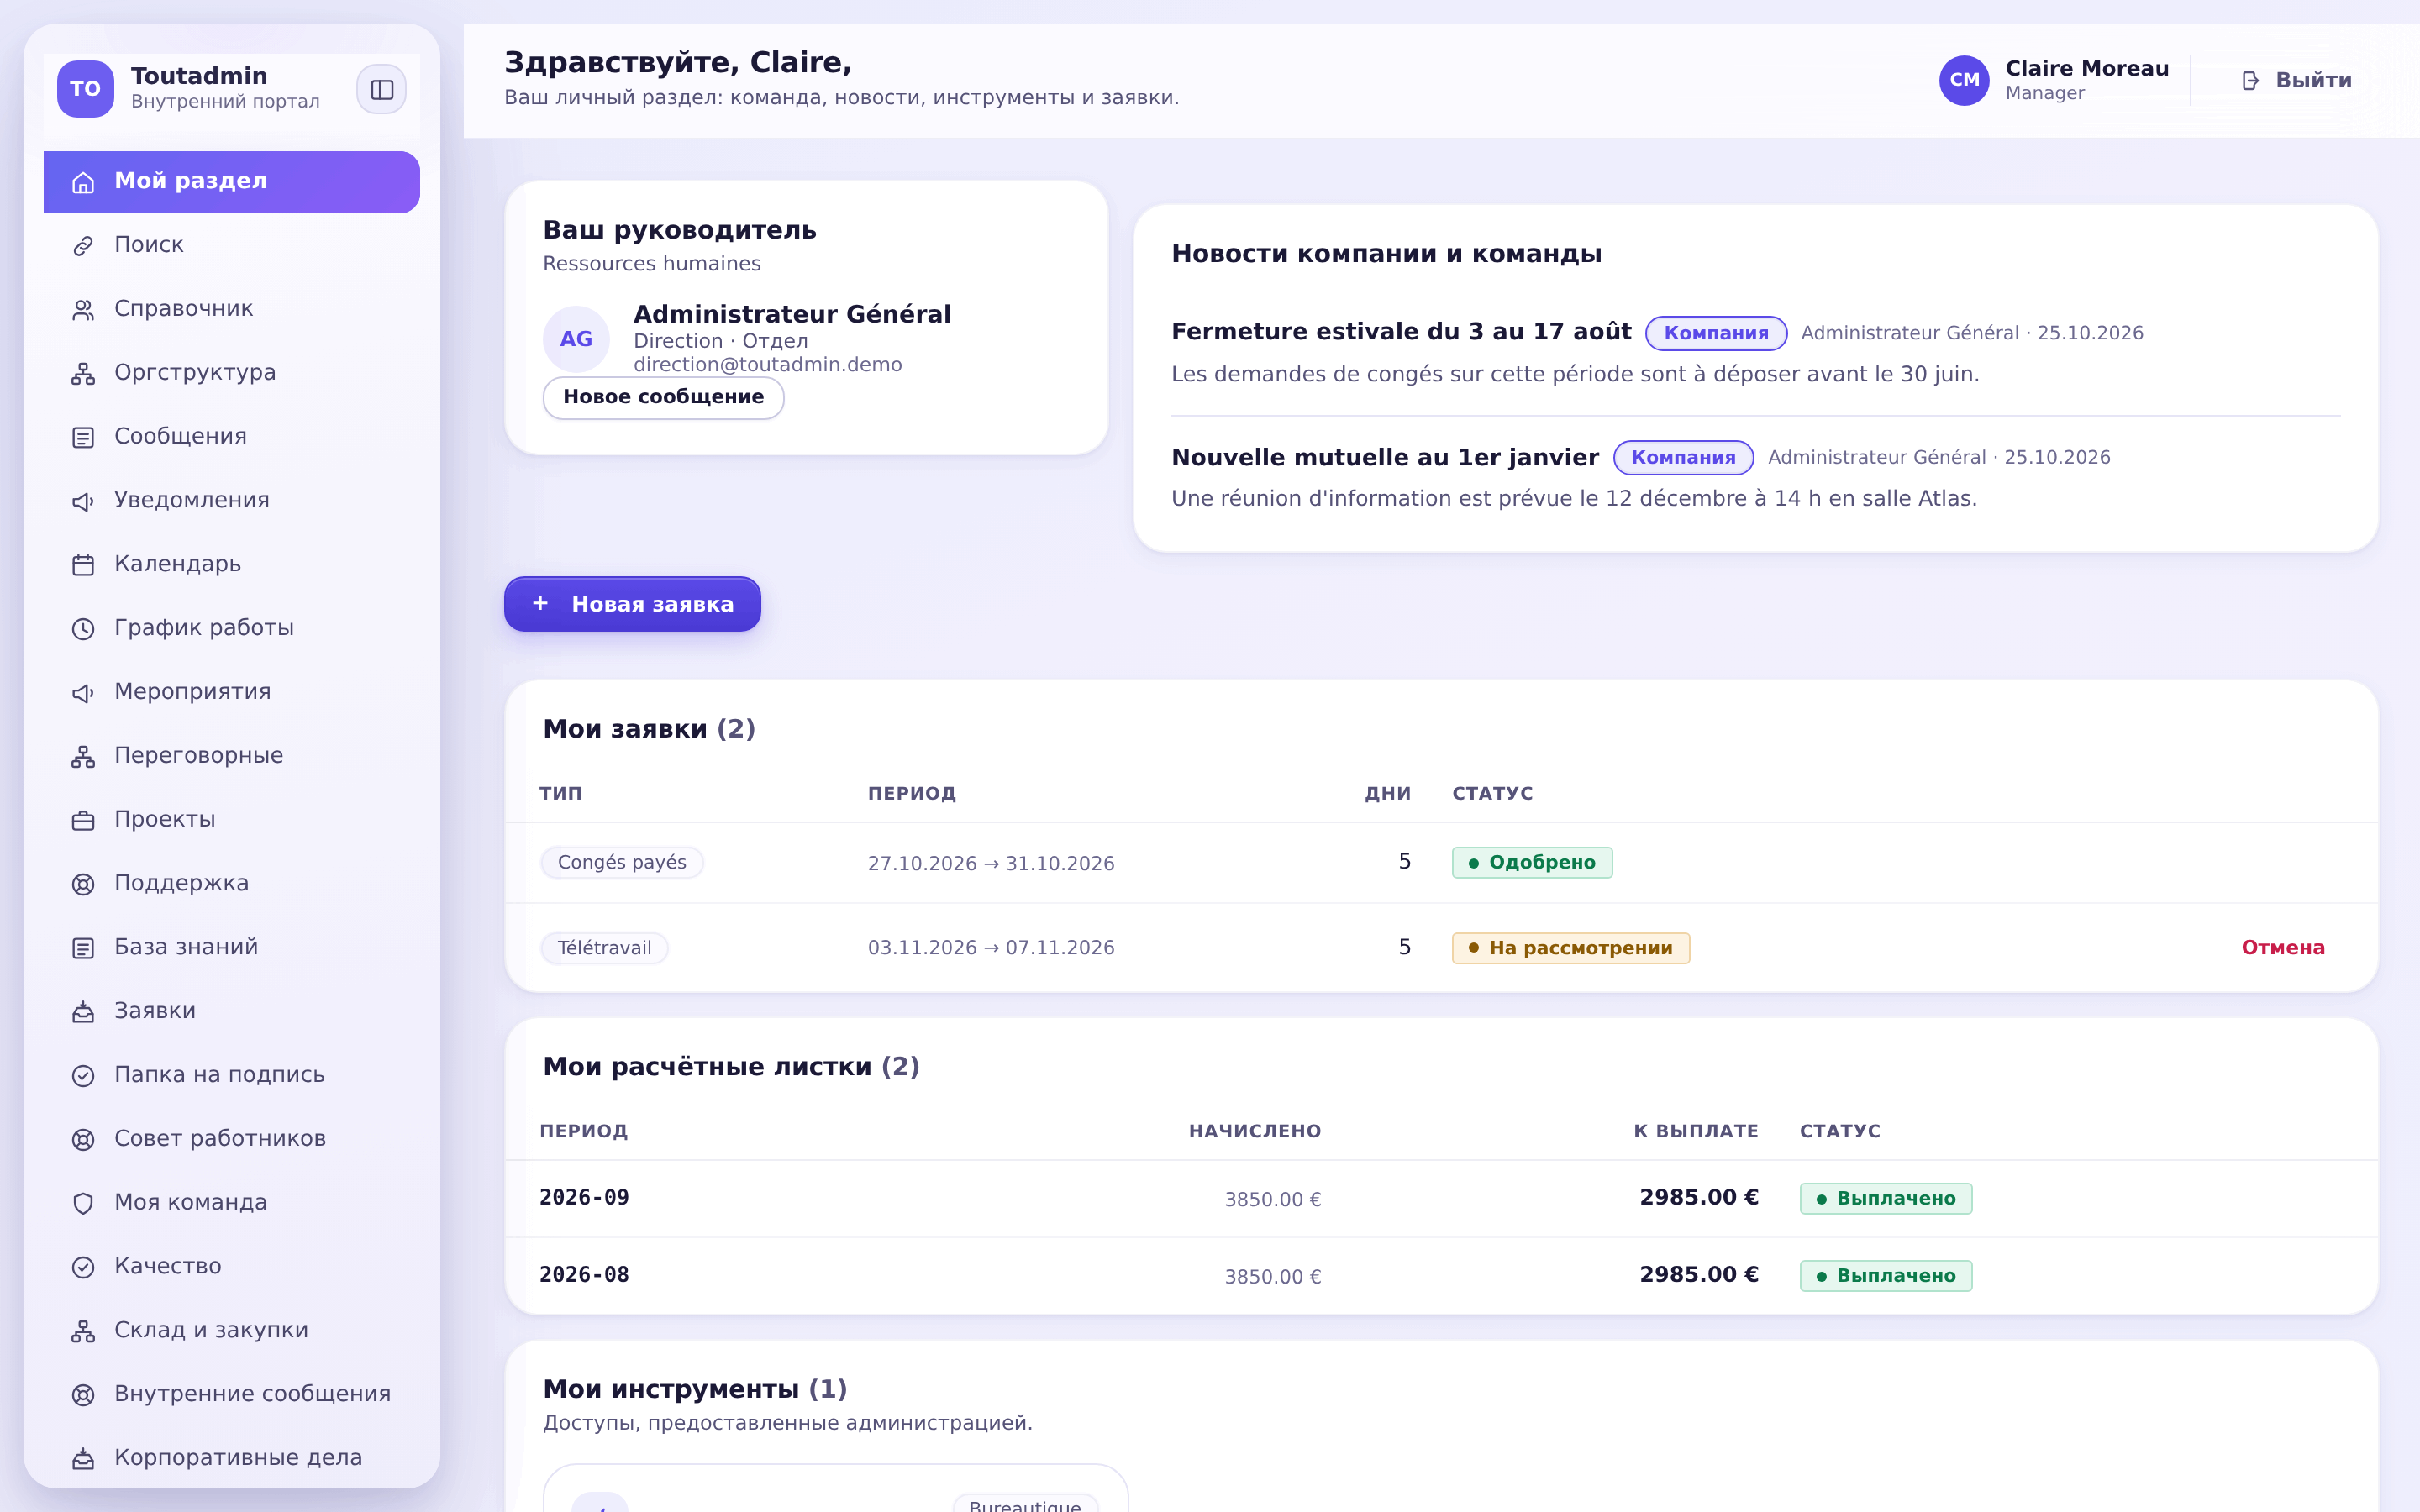 TO
Toutadmin
Внутренний портал
Мой раздел
Поиск
Справочник
Оргструктура
Сообщения
Уведомления
Календарь
График работы
Мероприятия
Переговорные
Проекты
Поддержка
База знаний
Заявки
Папка на подпись
Совет работников
Моя команда
Качество
Склад и закупки
Внутренние сообщения
Корпоративные дела
Здравствуйте, Claire,
Ваш личный раздел: команда, новости, инструменты и заявки.
CM
Claire Moreau
Manager
Выйти
Ваш руководитель
Ressources humaines
AG
Administrateur Général
Direction · Отдел
direction@toutadmin.demo
Новое сообщение
Новости компании и команды
Fermeture estivale du 3 au 17 août Компания Administrateur Général · 25.10.2026
Les demandes de congés sur cette période sont à déposer avant le 30 juin.
Nouvelle mutuelle au 1er janvier Компания Administrateur Général · 25.10.2026
Une réunion d'information est prévue le 12 décembre à 14 h en salle Atlas.
+ Новая заявка
Мои заявки (2)
ТИП ПЕРИОД ДНИ СТАТУС
Congés payés 27.10.2026 → 31.10.2026 5 Одобрено
Télétravail 03.11.2026 → 07.11.2026 5 На рассмотрении Отмена
Мои расчётные листки (2)
ПЕРИОД НАЧИСЛЕНО К ВЫПЛАТЕ СТАТУС
2026-09 3850.00 € 2985.00 € Выплачено
2026-08 3850.00 € 2985.00 € Выплачено
Мои инструменты (1)
Доступы, предоставленные администрацией.
Bureautique